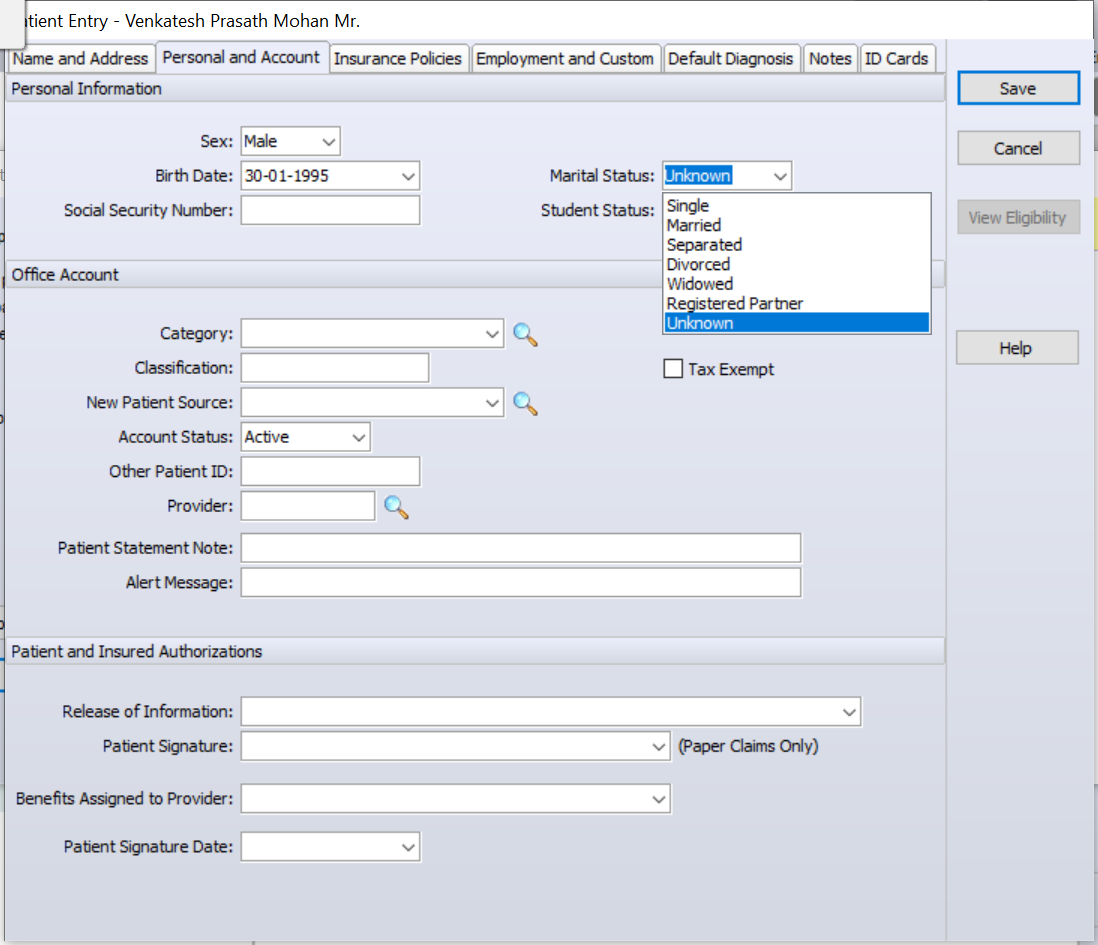 atient Entry - Venkatesh Prasath Mohan Mr.
Name and Address Personal and Account Insurance Policies Employment and Custom Default Diagnosis Notes ID Cards
Personal Information
Save
Sex: Male
Cancel
Birth Date: 30-01-1995 Marital Status: Unknown
Social Security Number: Student Status:
View Eligibility
Single
Married
Separated
Divorced
Widowed
Registered Partner
Unknown
Office Account
Category:
Help
Classification: Tax Exempt
New Patient Source:
Account Status: Active
Other Patient ID:
Provider:
Patient Statement Note:
Alert Message:
Patient and Insured Authorizations
Release of Information:
Patient Signature: (Paper Claims Only)
Benefits Assigned to Provider:
Patient Signature Date: